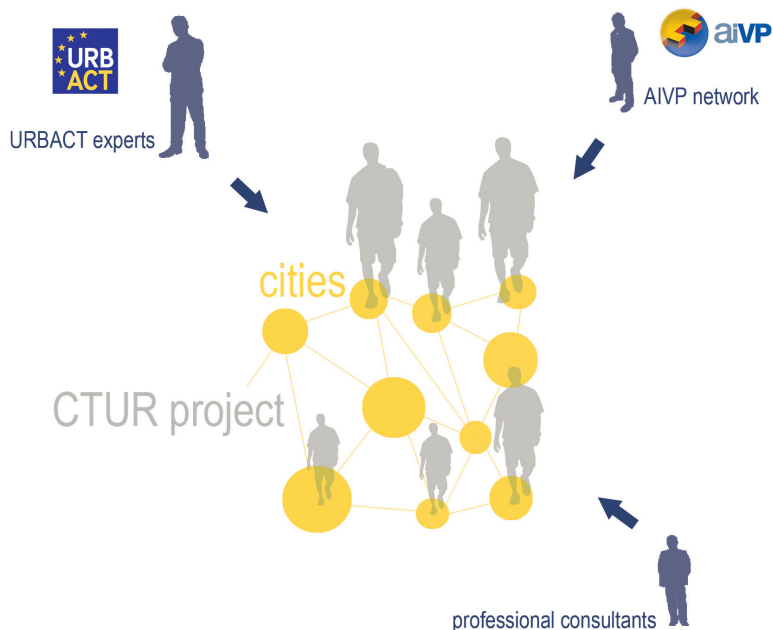 URB
ACT
aiVP
URBACT experts
AIVP network
cities
CTUR project
professional consultants